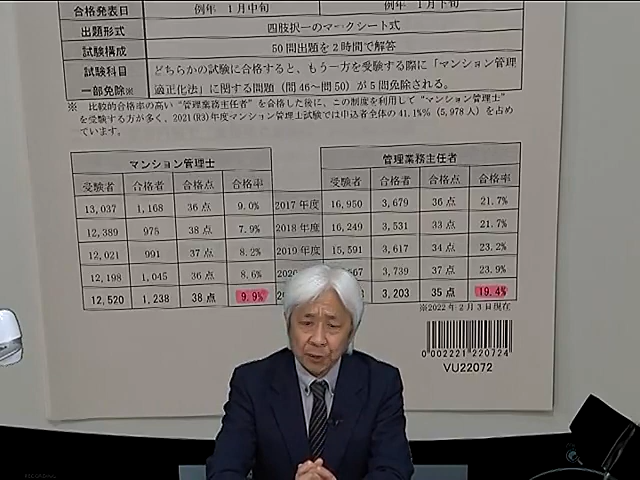 合格発表日 例年 1月中旬 例年 1月下旬
出題形式 四肢択一のマークシート式
試験構成 50問出題を2時間で解答
試験科目 どちらかの試験に合格すると、もう一方を受験する際に「マンション管理
一部免除※ 適正化法」に関する問題（問46〜問50）が5問免除される。
※ 比較的合格率の高い“管理業務主任者”を合格した後に、この制度を利用して“マンション管理士”
を受験する方が多く、2021(R3)年度マンション管理士試験では申込者全体の41.1%（5,978人）を占め
ています。
マンション管理士 管理業務主任者
受験者 合格者 合格点 合格率 受験者 合格者 合格点 合格率
13,037 1,168 36点 9.0% 2017年度 16,950 3,679 36点 21.7%
12,389 975 38点 7.9% 2018年度 16,249 3,531 33点 21.7%
12,021 991 37点 8.2% 2019年度 15,591 3,617 34点 23.2%
12,198 1,045 36点 8.6% 3,739 37点 23.9%
12,520 1,238 38点 9.9% 3,203 35点 19.4%
※2022年2月3日現在
0 002221 220724
VU22072